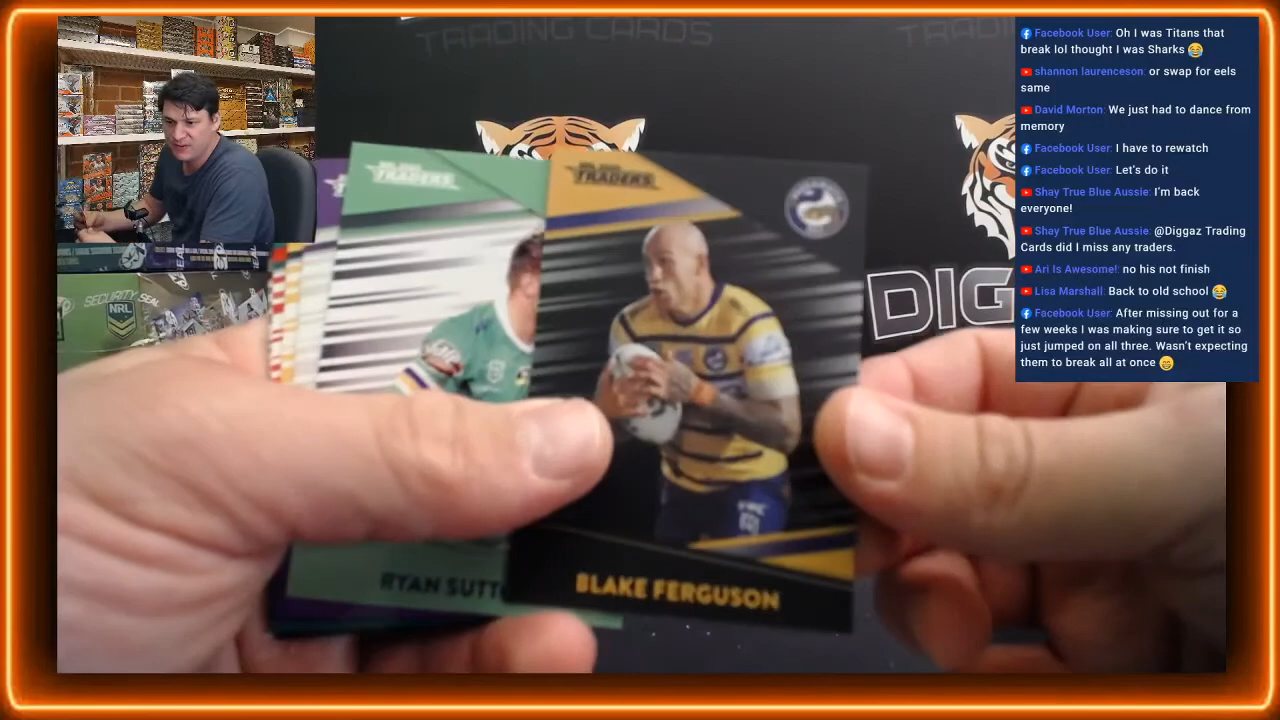 TRADING CARDS
TRADERS
TRADERS
SECURITY SEAL
NRL
DIG
RYAN SUTT
BLAKE FERGUSON
Facebook User: Oh I was Titans that
break lol thought I was Sharks 😂
shannon laurenceson: or swap for eels
same
David Morton: We just had to dance from
memory
Facebook User: I have to rewatch
Facebook User: Let's do it
Shay True Blue Aussie: I'm back
everyone!
Shay True Blue Aussie: @Diggaz Trading
Cards did I miss any traders.
Ari Is Awesome!: no his not finish
Lisa Marshall: Back to old school 😂
Facebook User: After missing out for a
few weeks I was making sure to get it so
just jumped on all three. Wasn't expecting
them to break all at once 😁